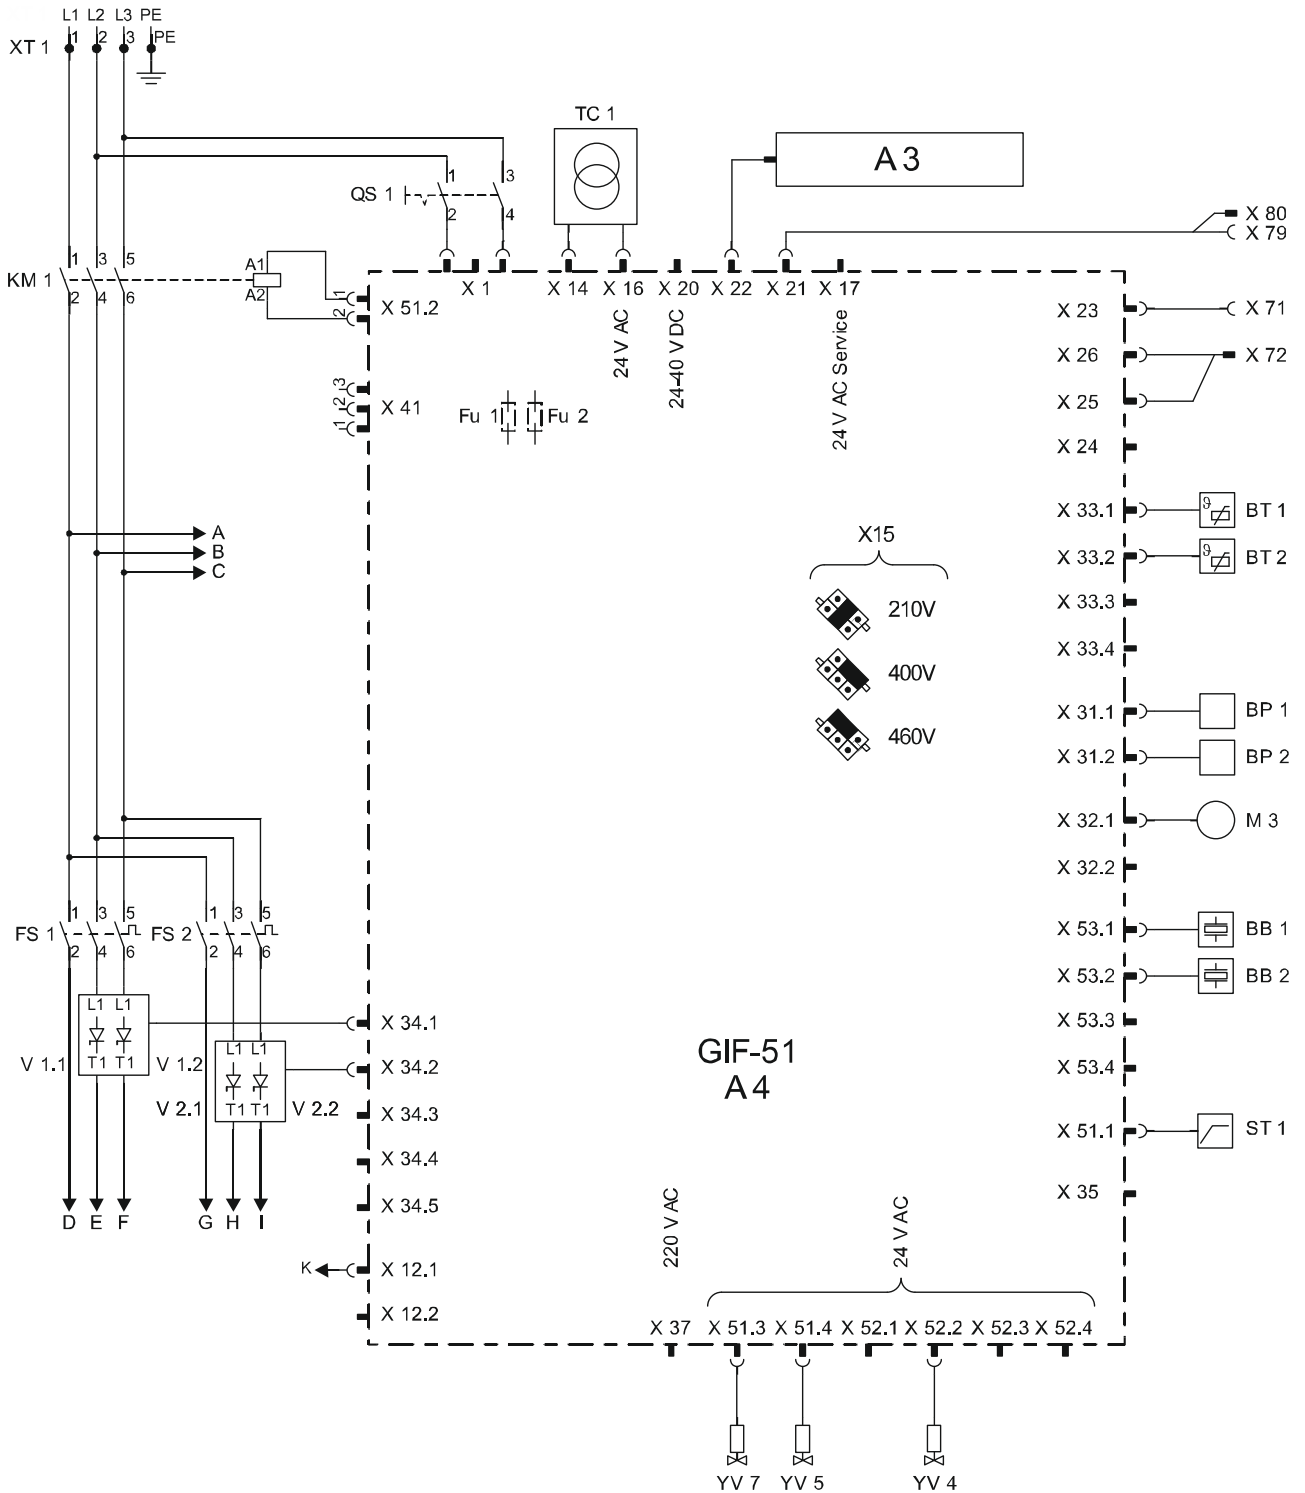 L1 L2 L3 PE
XT 1 1 2 3 PE
TC 1
A 3
QS 1 1 3
2 4
X 80
X 79
KM 1 1 3 5
2 4 6
A1
A2
X 1 X 14 X 16 X 20 X 22 X 21 X 17
24 V AC
24-40 V DC
24 V AC Service
1
2
X 51.2
3
2
1
X 41
Fu 1 Fu 2
X 23 X 71
X 26 X 72
X 25
X 24
X 33.1 ϑ BT 1
X 33.2 ϑ BT 2
X 33.3
X 33.4
A
B
C
X15
210V
400V
460V
X 31.1 BP 1
X 31.2 BP 2
X 32.1 M 3
X 32.2
FS 1 1 3 5
2 4 6
FS 2 1 3 5
2 4 6
X 53.1 BB 1
X 53.2 BB 2
X 53.3
X 53.4
X 51.1 ST 1
X 35
L1 L1
V 1.1 T1 T1 V 1.2
L1 L1
V 2.1 T1 T1 V 2.2
X 34.1
X 34.2
X 34.3
X 34.4
X 34.5
GIF-51
A 4
D E F G H I
K X 12.1
X 12.2
220 V AC
24 V AC
X 37 X 51.3 X 51.4 X 52.1 X 52.2 X 52.3 X 52.4
YV 7 YV 5 YV 4